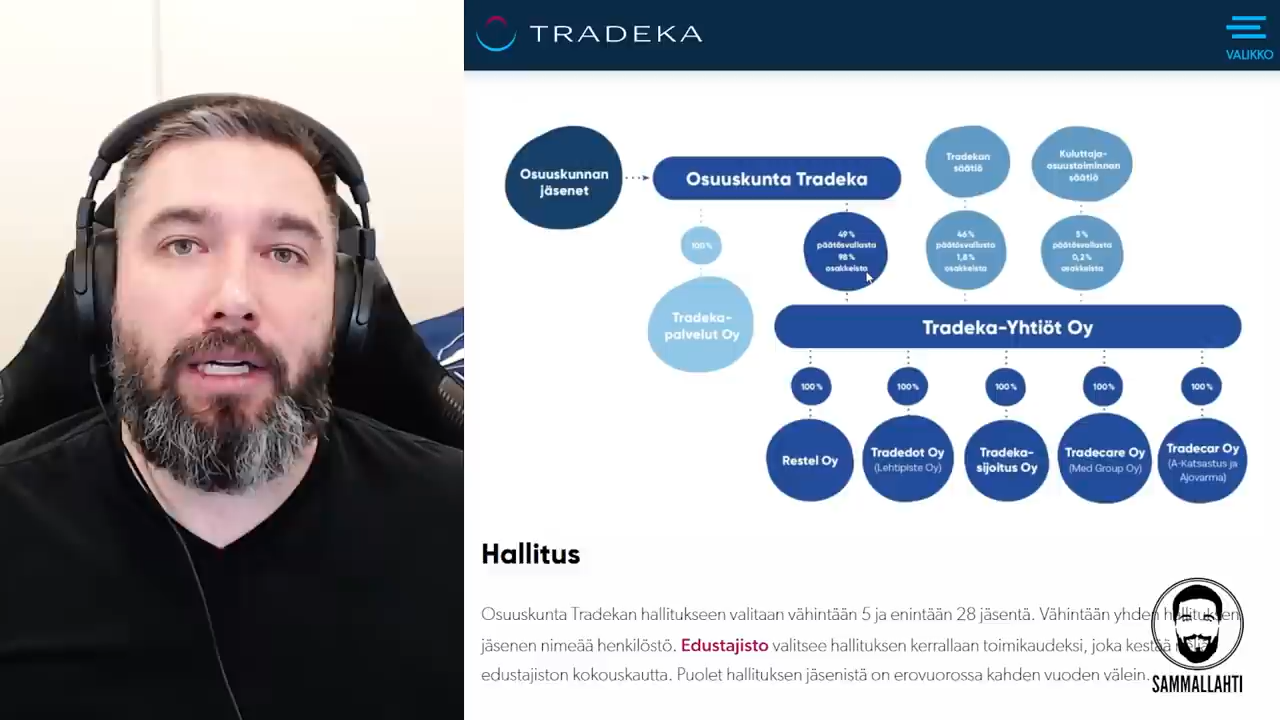 TRADEKA
VALIKKO
Osuuskunnan
jäsenet
Osuuskunta Tradeka
Tradekan
säätiö
Kuluttaja-
osuustoiminnan
säätiö
100%
49%
päätösvallasta
98%
osakkeista
46%
päätösvallasta
1,8%
osakkeista
5%
päätösvallasta
0,2%
osakkeista
Tradeka-
palvelut Oy
Tradeka-Yhtiöt Oy
100%
100%
100%
100%
100%
Restel Oy
Tradedot Oy
(Lehtipiste Oy)
Tradeka-
sijoitus Oy
Tradecare Oy
(Med Group Oy)
Tradecar Oy
(A-Katsastus ja
Ajovarma)
Hallitus
Osuuskunta Tradekan hallitukseen valitaan vähintään 5 ja enintään 28 jäsentä. Vähintään yhden hallituksen
jäsenen nimeää henkilöstö. Edustajisto valitsee hallituksen kerrallaan toimikaudeksi, joka kestää
edustajiston kokouskautta. Puolet hallituksen jäsenistä on erovuorossa kahden vuoden välein.
SAMMALLAHTI